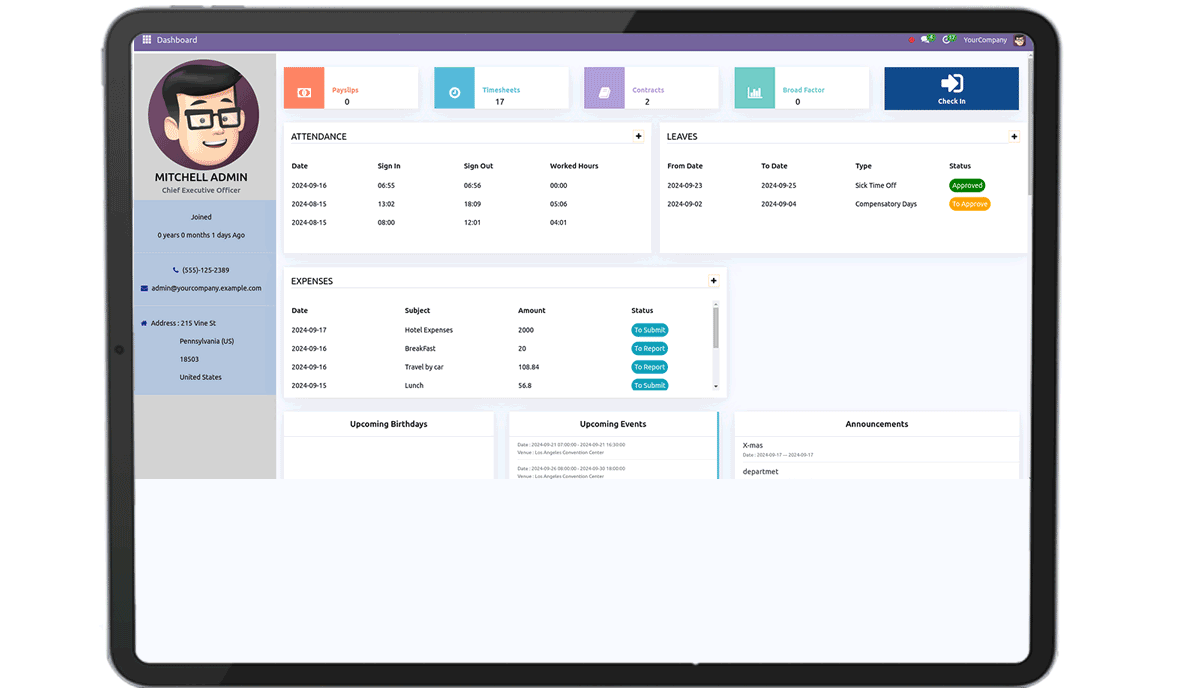 Dashboard
YourCompany
MITCHELL ADMIN
Chief Executive Officer
Joined
0 years 0 months 1 days Ago
(555)-125-2389
admin@yourcompany.example.com
Address : 215 Vine St
Pennsylvania (US)
18503
United States
Payslips
0
Timesheets
17
Contracts
2
Broad Factor
0
Check In
ATTENDANCE +
Date Sign In Sign Out Worked Hours
2024-09-16 06:55 06:56 00:00
2024-08-15 13:02 18:09 05:06
2024-08-15 08:00 12:01 04:01
LEAVES +
From Date To Date Type Status
2024-09-23 2024-09-25 Sick Time Off Approved
2024-09-02 2024-09-04 Compensatory Days To Approve
EXPENSES +
Date Subject Amount Status
2024-09-17 Hotel Expenses 2000 To Submit
2024-09-16 BreakFast 20 To Report
2024-09-16 Travel by car 108.84 To Report
2024-09-15 Lunch 56.8 To Submit
Upcoming Birthdays
Upcoming Events
Date : 2024-09-21 07:00:00 - 2024-09-21 16:30:00
Venue : Los Angeles Convention Center
Date : 2024-09-26 08:00:00 - 2024-09-30 18:00:00
Venue : Los Angeles Convention Center
Announcements
X-mas
Date : 2024-09-17 -- 2024-09-17
departmet